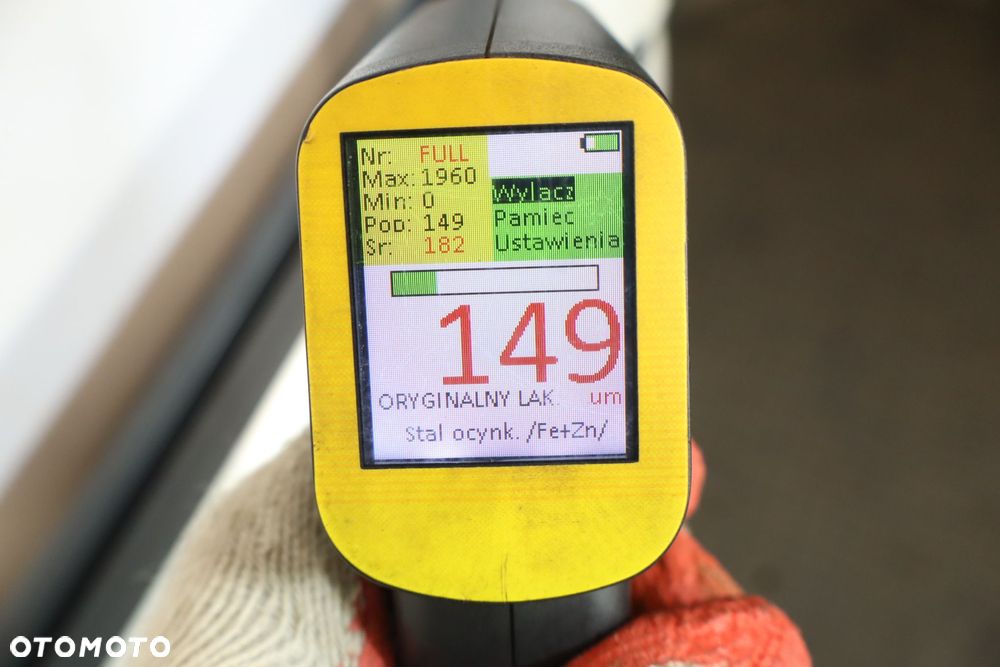 Nr: FULL
Max: 1960
Min: 0
Pop: 149
Sr: 182
Wylacz
Pamiec
Ustawienia
149
ORYGINALNY LAK. um
Stal ocynk. /Fe+Zn/
OTOMOTO